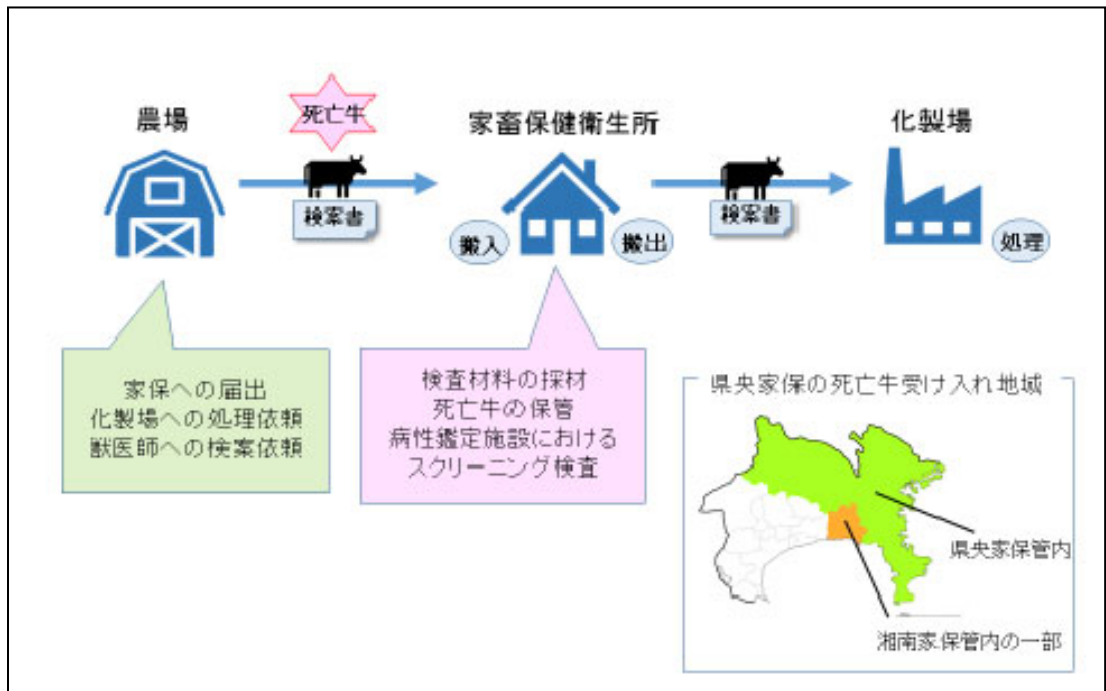 農場
死亡牛
検案書
家畜保健衛生所
搬入
搬出
検案書
化製場
処理
家保への届出
化製場への処理依頼
獣医師への検案依頼
検査材料の採材
死亡牛の保管
病性鑑定施設における
スクリーニング検査
県央家保の死亡牛受け入れ地域
県央家保管内
湘南家保管内の一部